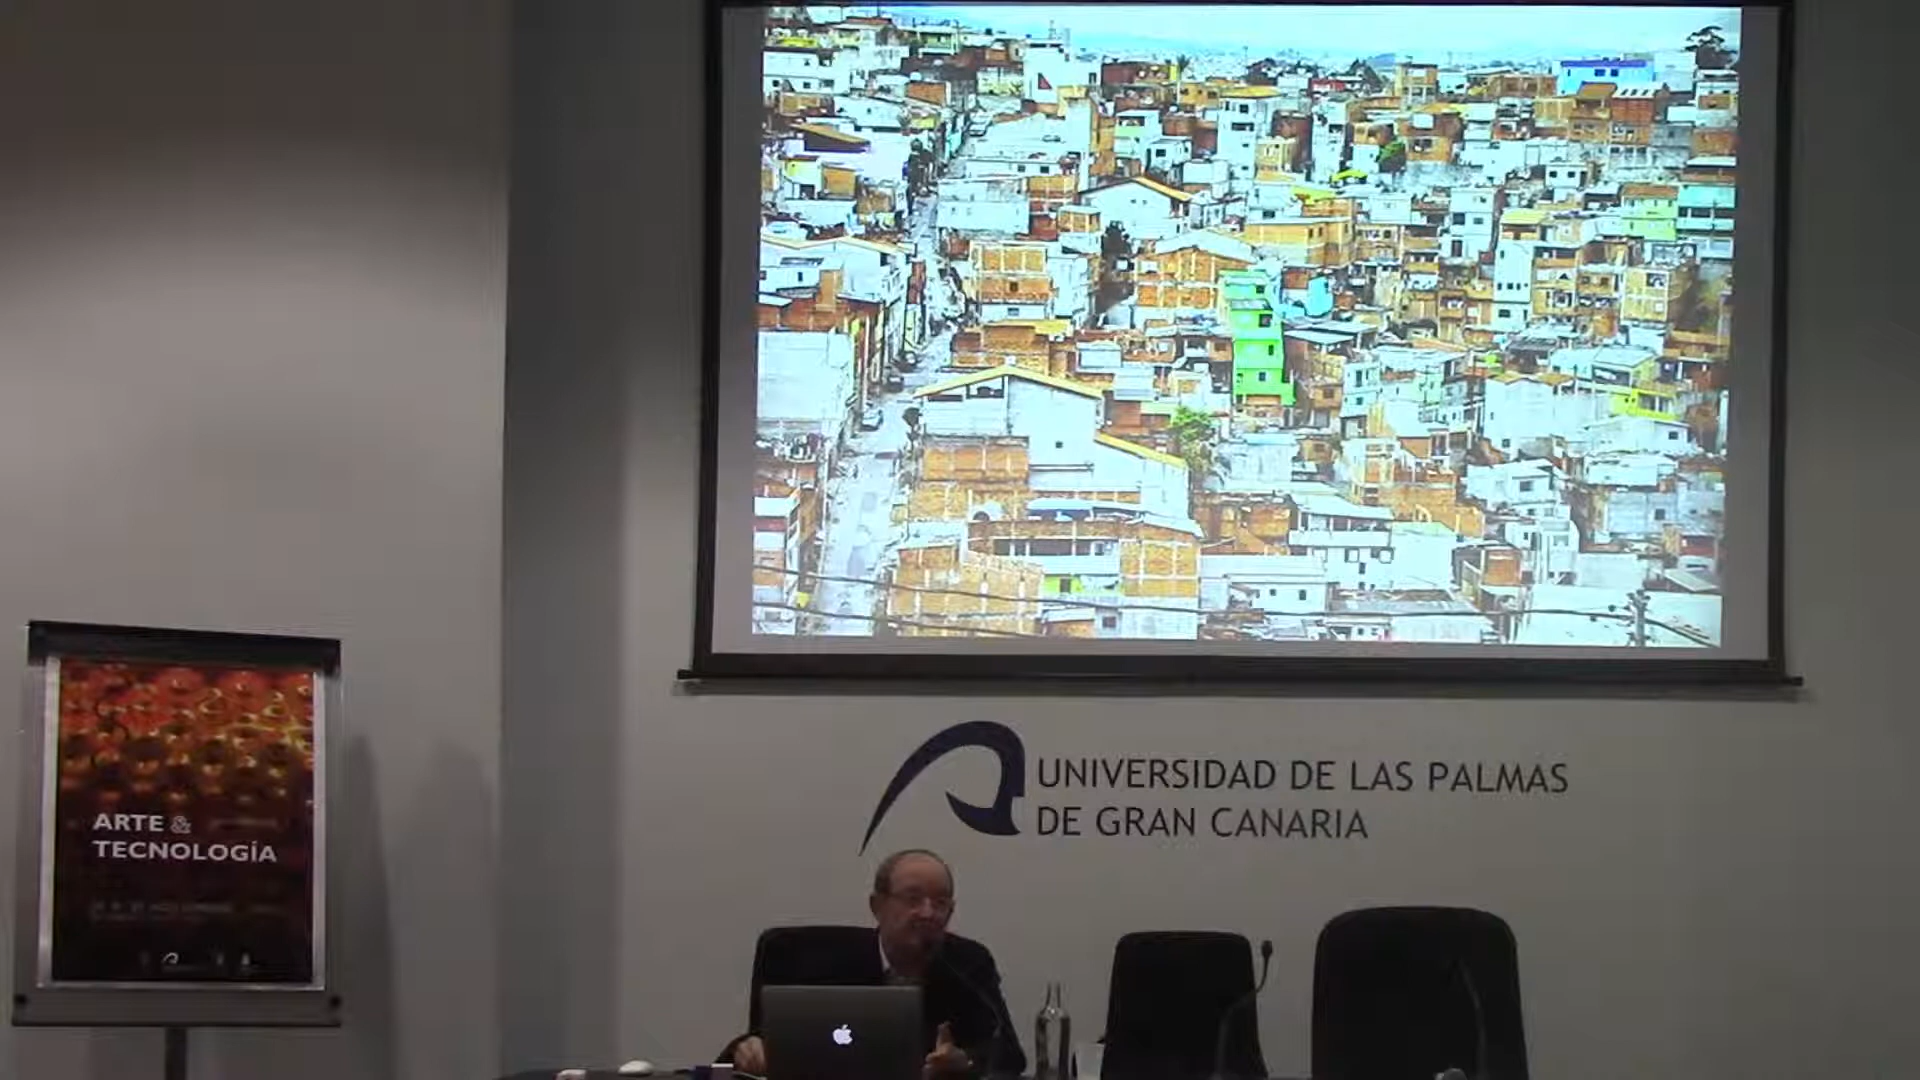 UNIVERSIDAD DE LAS PALMAS
DE GRAN CANARIA
ARTE &
TECNOLOGÍA